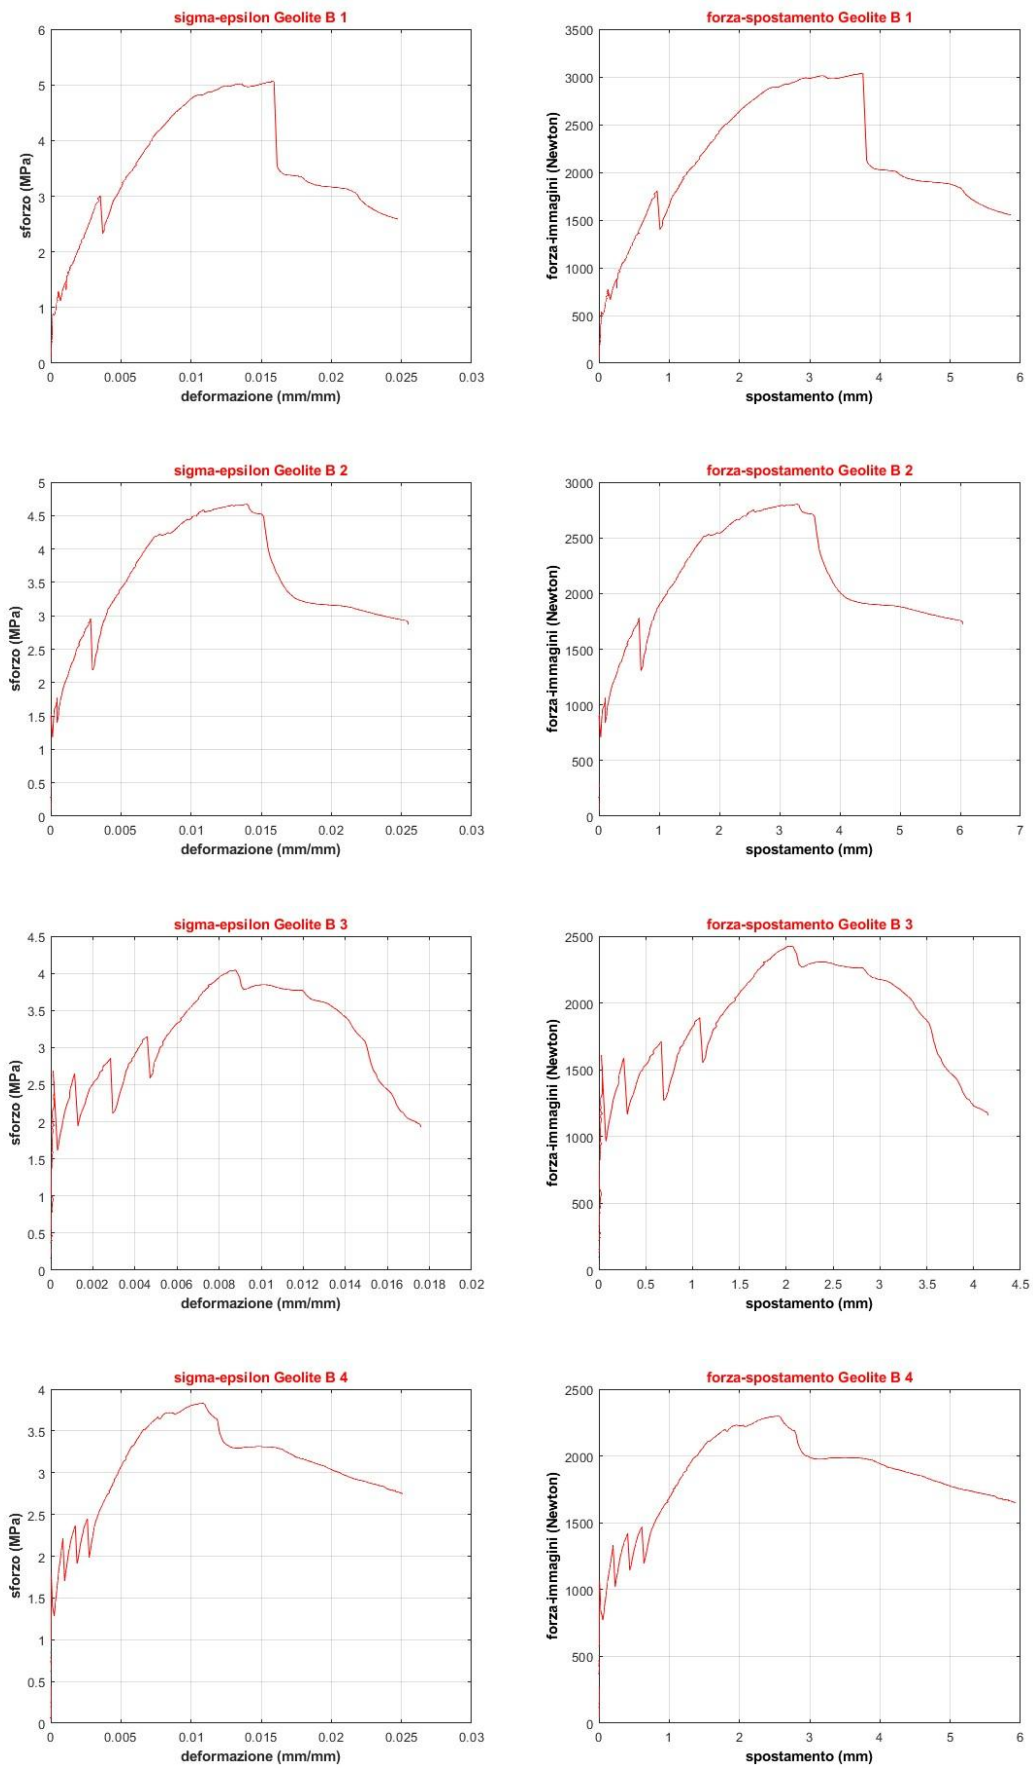 sigma-epsilon Geolite B 1
6
5
4
3
2
1
0
sforzo (MPa)
0 0.005 0.01 0.015 0.02 0.025 0.03
deformazione (mm/mm)
forza-spostamento Geolite B 1
3500
3000
2500
2000
1500
1000
500
0
forza-immagini (Newton)
0 1 2 3 4 5 6
spostamento (mm)
sigma-epsilon Geolite B 2
5
4.5
4
3.5
3
2.5
2
1.5
1
0.5
0
sforzo (MPa)
0 0.005 0.01 0.015 0.02 0.025 0.03
deformazione (mm/mm)
forza-spostamento Geolite B 2
3000
2500
2000
1500
1000
500
0
forza-immagini (Newton)
0 1 2 3 4 5 6 7
spostamento (mm)
sigma-epsilon Geolite B 3
4.5
4
3.5
3
2.5
2
1.5
1
0.5
0
sforzo (MPa)
0 0.002 0.004 0.006 0.008 0.01 0.012 0.014 0.016 0.018 0.02
deformazione (mm/mm)
forza-spostamento Geolite B 3
2500
2000
1500
1000
500
0
forza-immagini (Newton)
0 0.5 1 1.5 2 2.5 3 3.5 4 4.5
spostamento (mm)
sigma-epsilon Geolite B 4
4
3.5
3
2.5
2
1.5
1
0.5
0
sforzo (MPa)
0 0.005 0.01 0.015 0.02 0.025 0.03
deformazione (mm/mm)
forza-spostamento Geolite B 4
2500
2000
1500
1000
500
0
forza-immagini (Newton)
0 1 2 3 4 5 6
spostamento (mm)